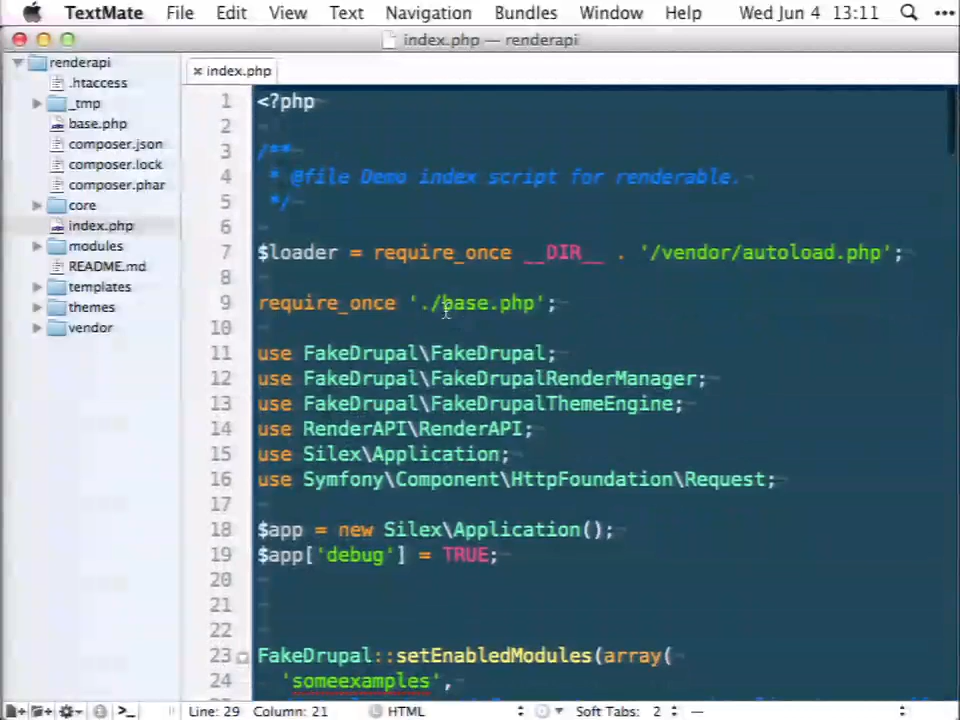 TextMate File Edit View Text Navigation Bundles Window Help Wed Jun 4 13:11
index.php — renderapi
renderapi
.htaccess
_tmp
base.php
composer.json
composer.lock
composer.phar
core
index.php
modules
README.md
templates
themes
vendor
× index.php
1 <?php
2
3 /**
4 * @file Demo index script for renderable.
5 */
6
7 $loader = require_once __DIR__ . '/vendor/autoload.php';
8
9 require_once './base.php';
10
11 use FakeDrupal\FakeDrupal;
12 use FakeDrupal\FakeDrupalRenderManager;
13 use FakeDrupal\FakeDrupalThemeEngine;
14 use RenderAPI\RenderAPI;
15 use Silex\Application;
16 use Symfony\Component\HttpFoundation\Request;
17
18 $app = new Silex\Application();
19 $app['debug'] = TRUE;
20
21
22
23 FakeDrupal::setEnabledModules(array(
24 'someexamples',
Line: 29 Column: 21 HTML Soft Tabs: 2 —